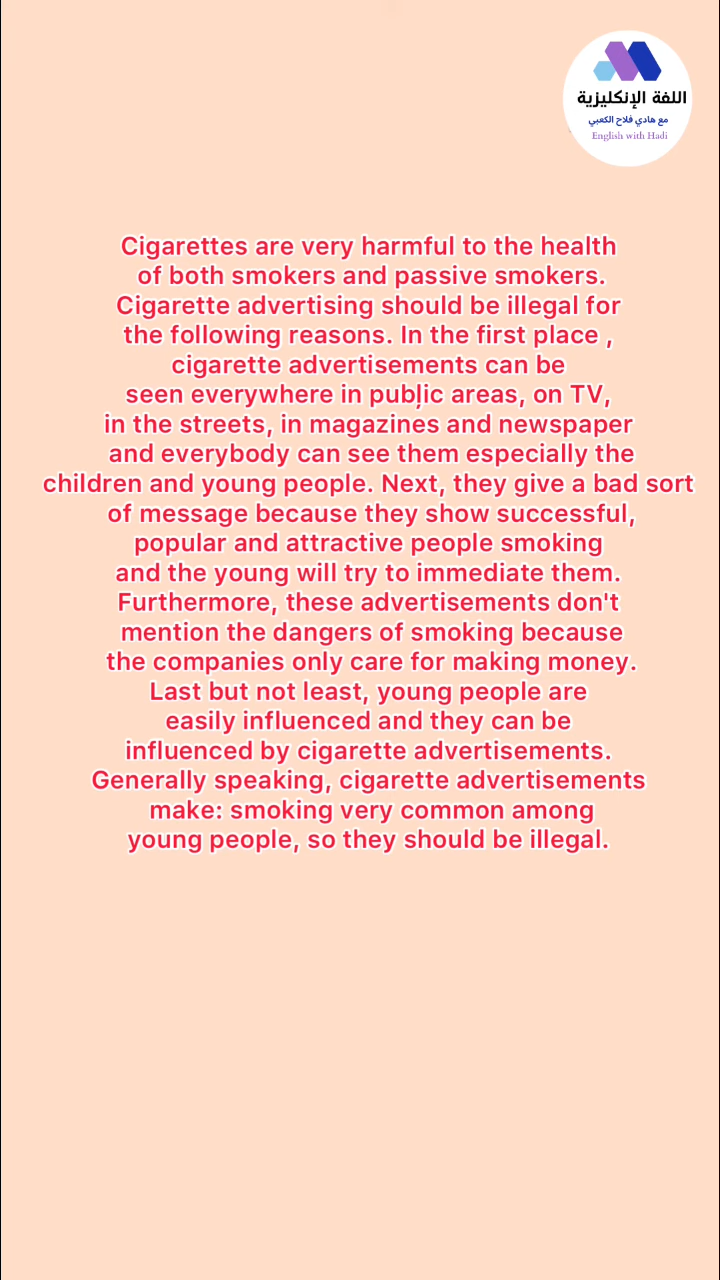 اللغة الإنكليزية
مع هادي فلاح الكعبي
English with Hadi
Cigarettes are very harmful to the health
of both smokers and passive smokers.
Cigarette advertising should be illegal for
the following reasons. In the first place ,
cigarette advertisements can be
seen everywhere in pubļic areas, on TV,
in the streets, in magazines and newspaper
and everybody can see them especially the
children and young people. Next, they give a bad sort
of message because they show successful,
popular and attractive people smoking
and the young will try to immediate them.
Furthermore, these advertisements don't
mention the dangers of smoking because
the companies only care for making money.
Last but not least, young people are
easily influenced and they can be
influenced by cigarette advertisements.
Generally speaking, cigarette advertisements
make: smoking very common among
young people, so they should be illegal.